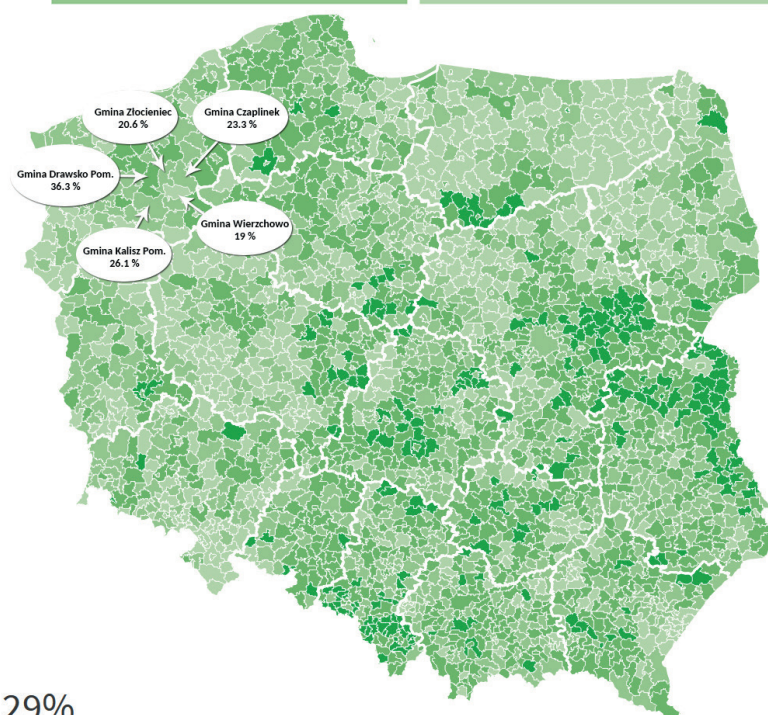 Gmina Złocieniec
20.6 %
Gmina Czaplinek
23.3 %
Gmina Drawsko Pom.
36.3 %
Gmina Wierzchowo
19 %
Gmina Kalisz Pom.
26.1 %
29%